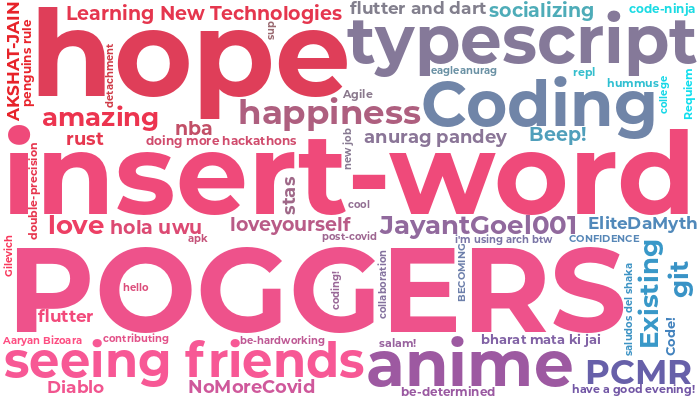 AKSHAT-JAIN
penguins rule
Learning New Technologies
hope
detachment
sup
flutter and dart
socializing
code-ninja
typescript
eagleanurag
repl
hummus
college
Requiem
amazing
happiness
Agile
Coding
rust
nba
doing more hackathons
new job
anurag pandey
Beep!
insert-word
double-precision
stas
cool
love
hola uwu
loveyourself
JayantGoel001
EliteDaMyth
apk
post-covid
i'm using arch btw
CONFIDENCE
Gilevich
POGGERS
hello
flutter
coding!
collaboration
BECOMING
saludos del shaka
Existing
git
Code!
Aaryan Bizoara
contributing
be-hardworking
salam!
bharat mata ki jai
seeing friends
anime
PCMR
Diablo
NoMoreCovid
be-determined
have a good evening!